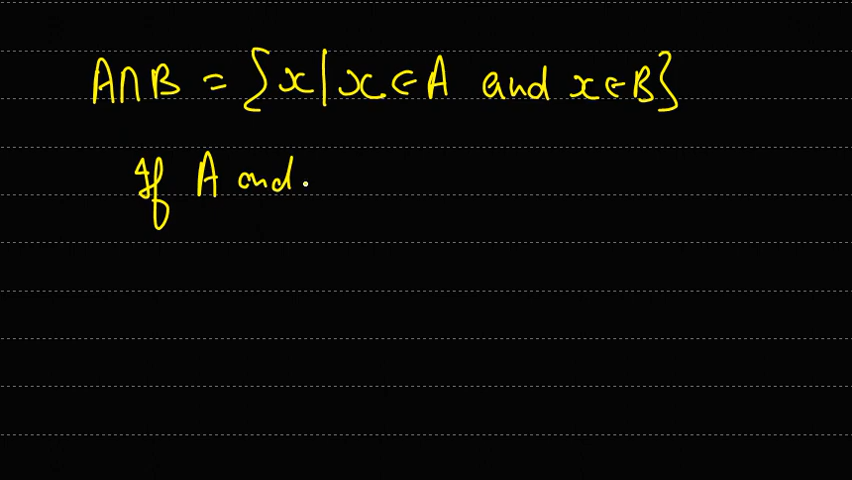 A∩B = {x|x∈A and x∈B}
If A and